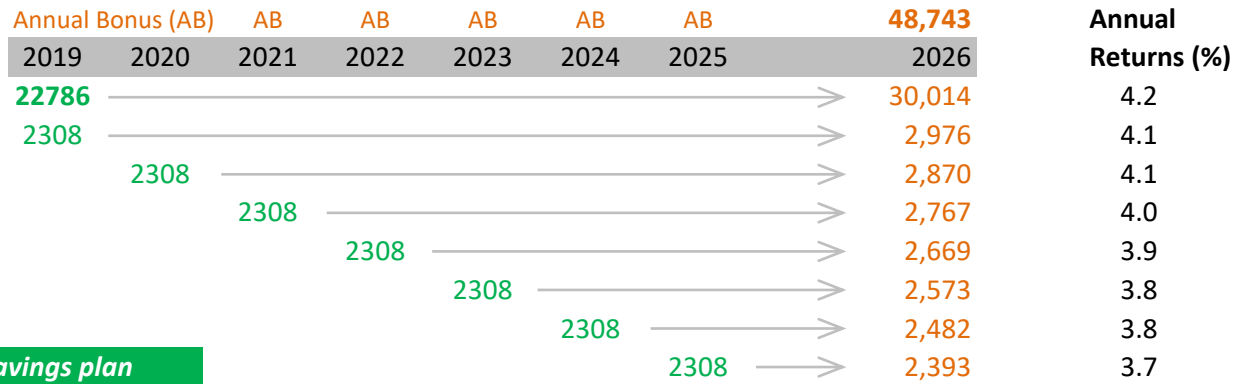 Annual Bonus (AB) AB AB AB AB AB 48,743 Annual
2019 2020 2021 2022 2023 2024 2025 2026 Returns (%)
22786 30,014 4.2
2308 2,976 4.1
2308 2,870 4.1
2308 2,767 4.0
2308 2,669 3.9
2308 2,573 3.8
2308 2,482 3.8
avings plan 2308 2,393 3.7